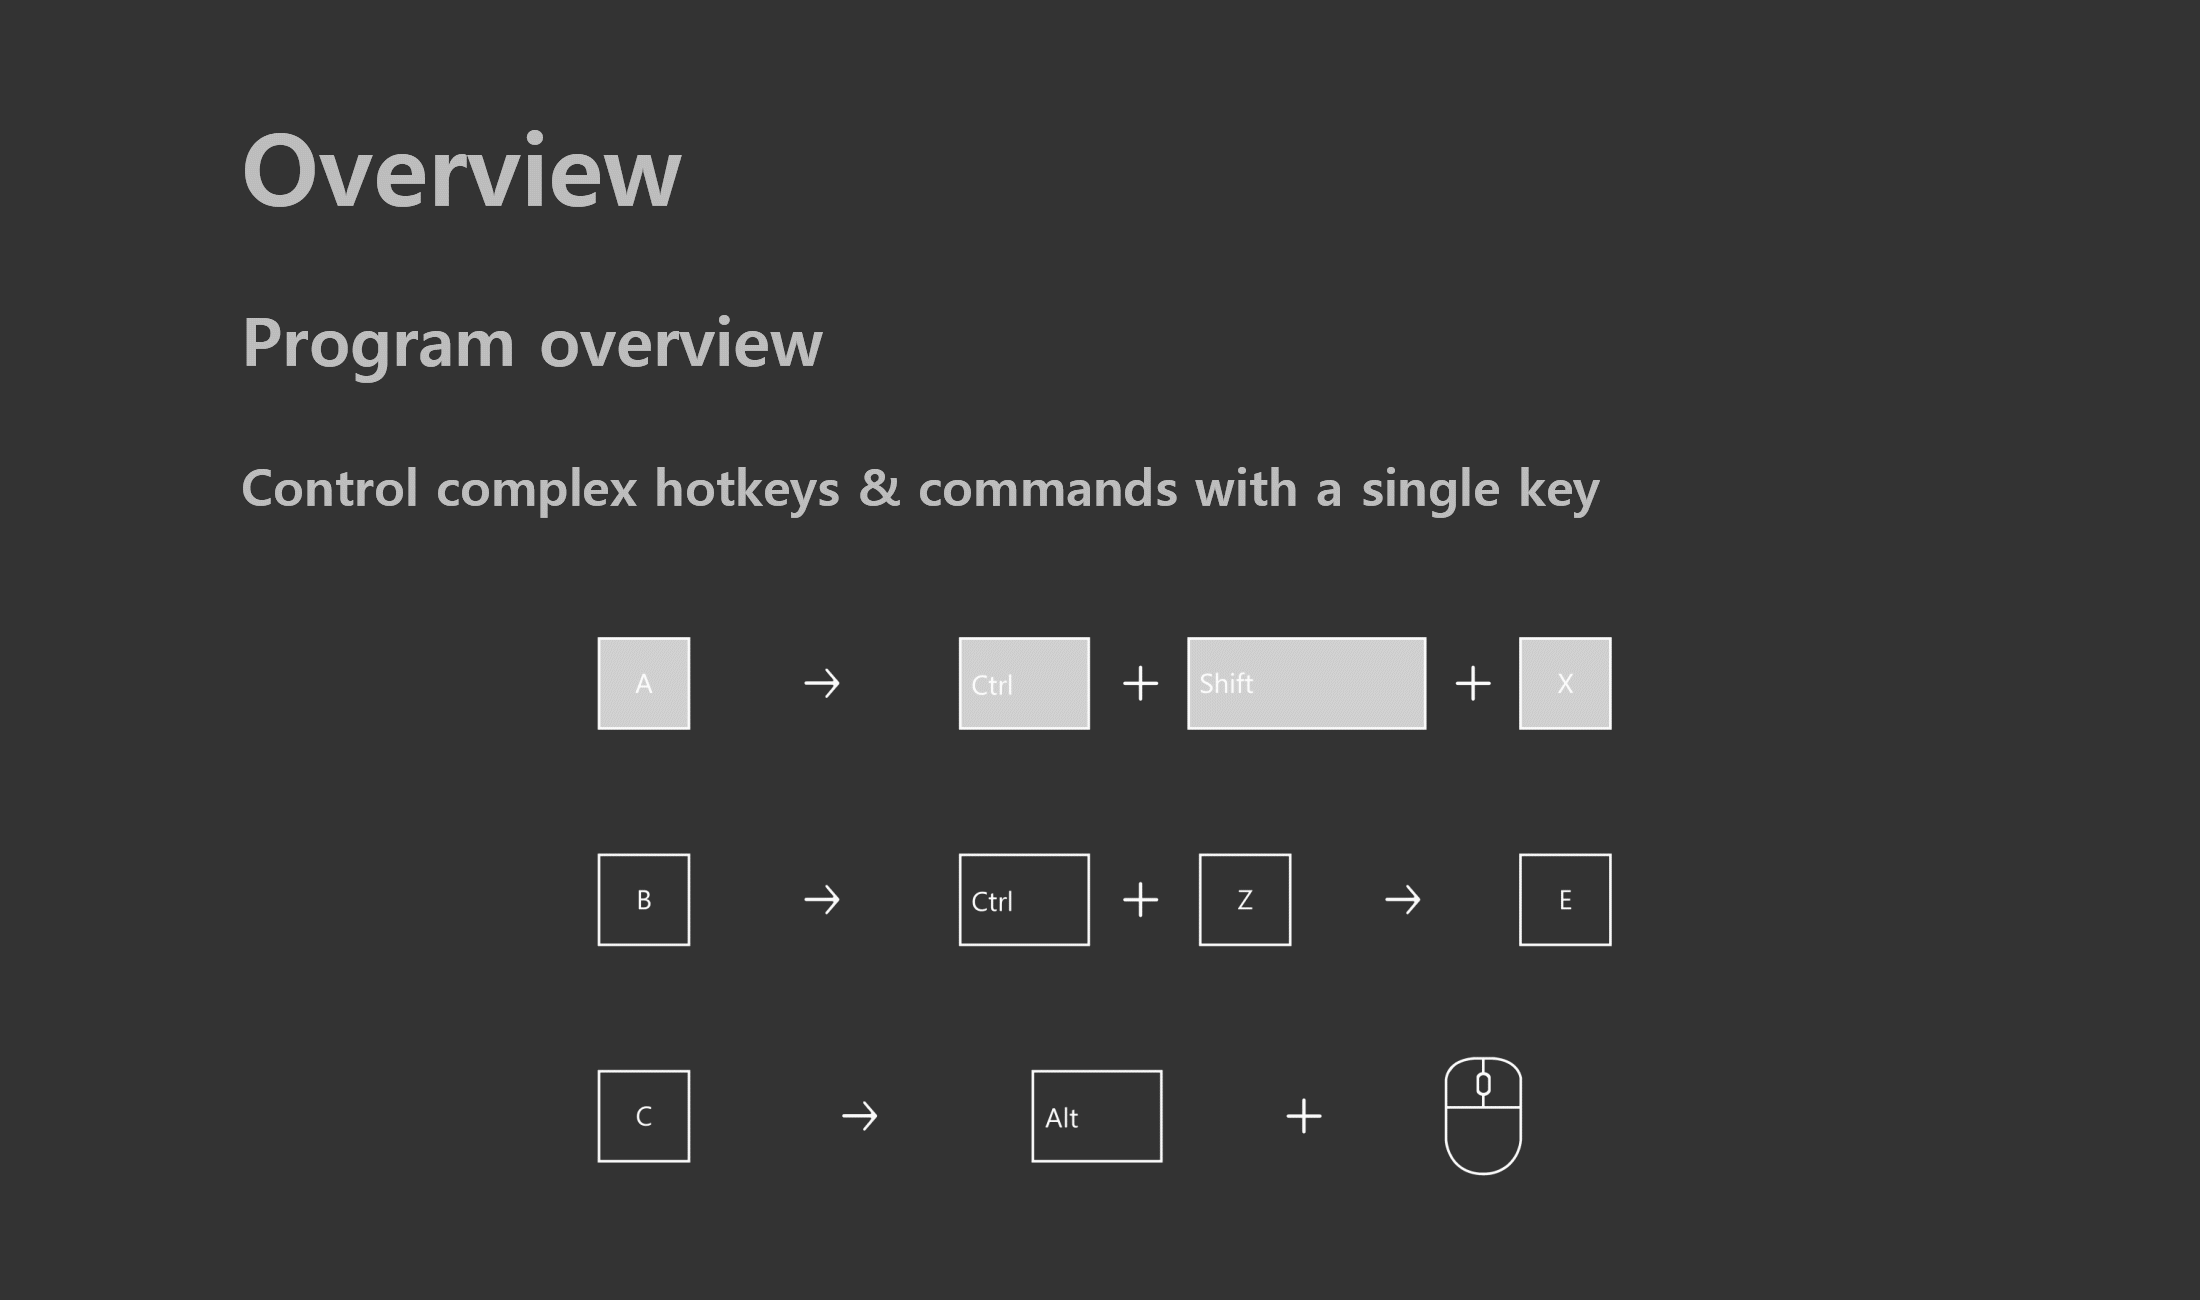 Overview
Program overview
Control complex hotkeys & commands with a single key
A → Ctrl + Shift + X
B → Ctrl + Z → E
C → Alt +